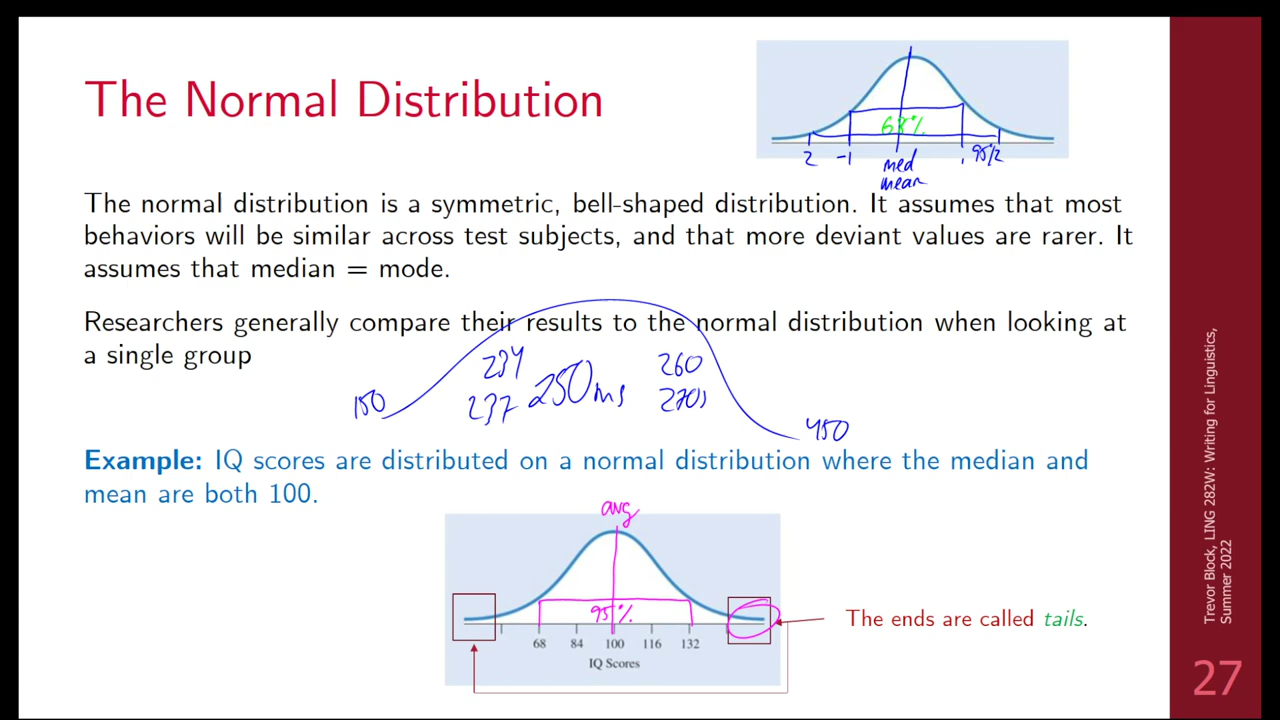 The Normal Distribution
68%
2 -1 95% 2
med
mean
The normal distribution is a symmetric, bell-shaped distribution. It assumes that most
behaviors will be similar across test subjects, and that more deviant values are rarer. It
assumes that median = mode.
Researchers generally compare their results to the normal distribution when looking at
a single group
234 260
150 237 250ms 270
450
Example: IQ scores are distributed on a normal distribution where the median and
mean are both 100.
avg
95%
68 84 100 116 132
IQ Scores
The ends are called tails.
Trevor Block, LING 282W: Writing for Linguistics,
Summer 2022
27